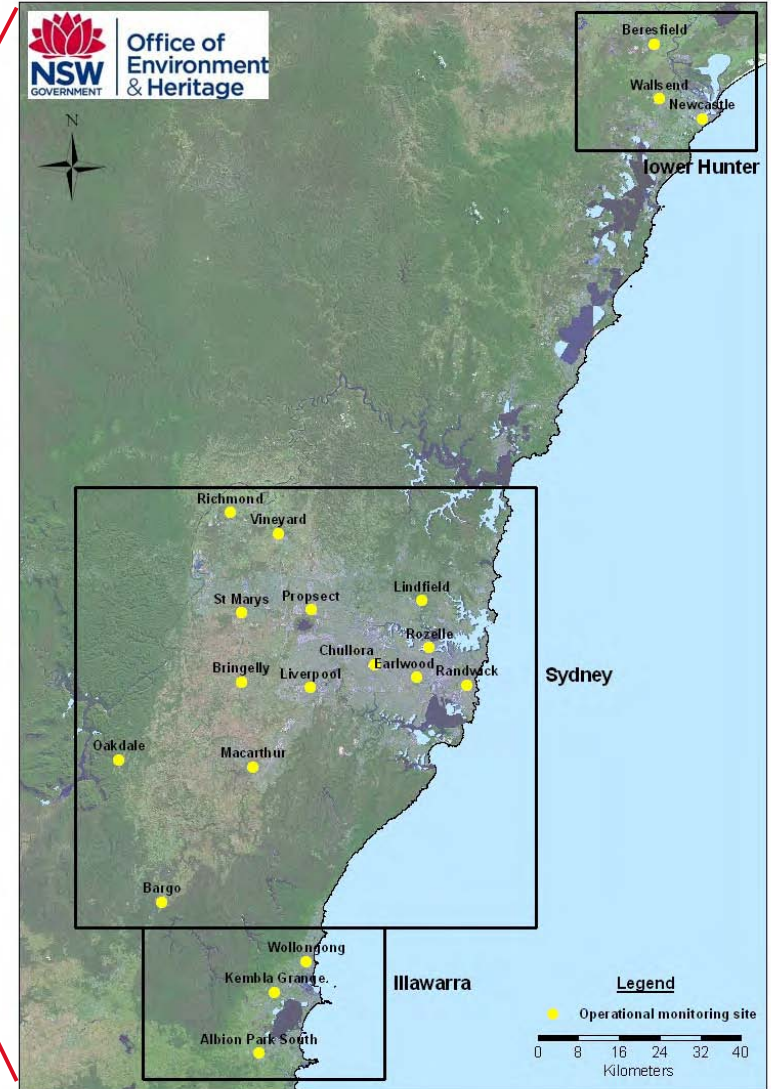 NSW
GOVERNMENT
Office of
Environment
& Heritage
N
Beresfield
Wallsend
Newcastle
lower Hunter
Richmond
Vineyard
St Marys
Propsect
Lindfield
Rozelle
Chullora
Earlwood
Bringelly
Liverpool
Randwick
Sydney
Oakdale
Macarthur
Bargo
Wollongong
Kembla Grange.
Illawarra
Albion Park South
Legend
Operational monitoring site
0 8 16 24 32 40
Kilometers